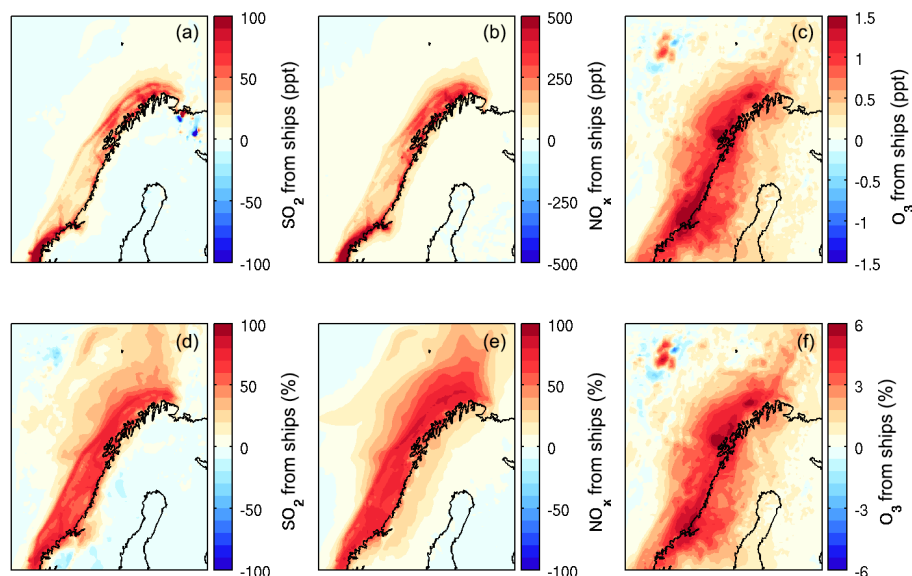 (a)
100
50
0
-50
-100
SO2 from ships (ppt)
(b)
500
250
0
-250
-500
NOx from ships (ppt)
(c)
1.5
1
0.5
0
-0.5
-1
-1.5
O3 from ships (ppt)
(d)
100
50
0
-50
-100
SO2 from ships (%)
(e)
100
50
0
-50
-100
NOx from ships (%)
(f)
6
3
0
-3
-6
O3 from ships (%)